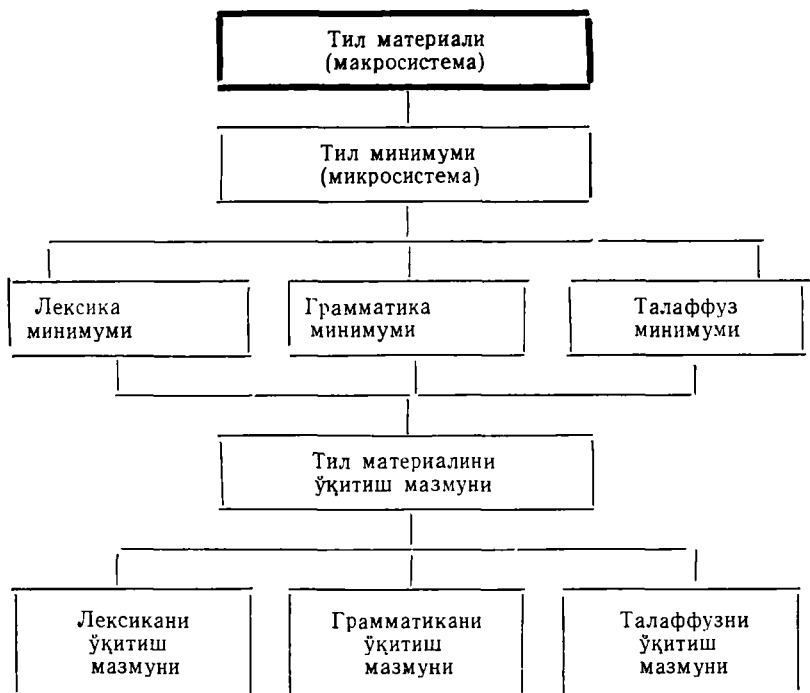 Тил материали
(макросистема)
Тил минимуми
(микросистема)
Лексика
минимуми
Грамматика
минимуми
Талаффуз
минимуми
Тил материалини
ўқитиш мазмуни
Лексикани
ўқитиш
мазмуни
Грамматикани
ўқитиш
мазмуни
Талаффузни
ўқитиш
мазмуни